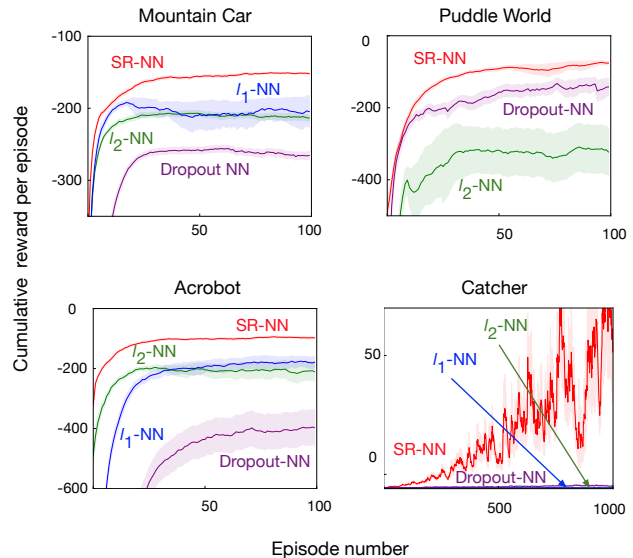 Mountain Car
-100
-200
-300
50
100
SR-NN
l1-NN
l2-NN
Dropout NN
Puddle World
0
-200
-400
50
100
SR-NN
Dropout-NN
l2-NN
Cumulative reward per episode
Acrobot
0
-200
-400
-600
50
100
SR-NN
l2-NN
l1-NN
Dropout-NN
Catcher
50
0
500
1000
l2-NN
l1-NN
SR-NN
Dropout-NN
Episode number